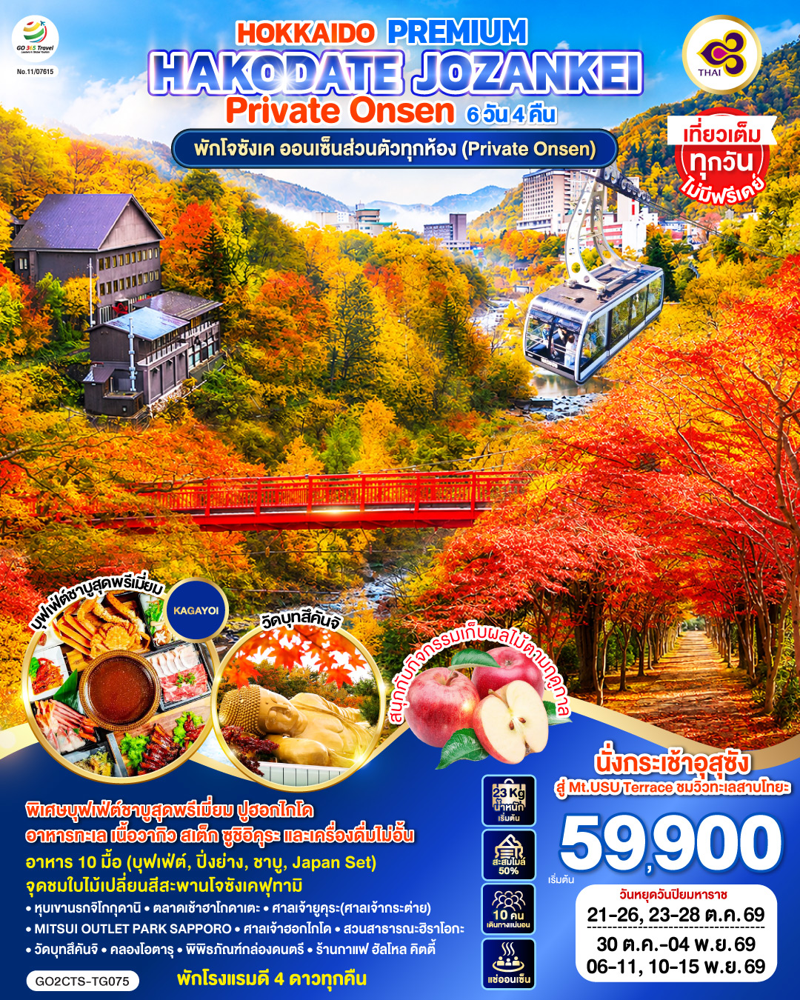 GO 365 Travel
Leaders in Global Tourism
No.11/07615
HOKKAIDO PREMIUM
HAKODATE JOZANKEI
Private Onsen 6 วัน 4 คืน
พักโจซังเค ออนเซ็นส่วนตัวทุกห้อง (Private Onsen)
THAI
เที่ยวเต็ม
ทุกวัน
ไม่มีฟรีเดย์
บุฟเฟ่ต์ชาบูสุดพรีเมี่ยม
KAGAYOI
วัดบุทสึคันจิ
สนุกกับกิจกรรมเก็บผลไม้ตามฤดูกาล
นั่งกระเช้าอุสุซัง
สู่ Mt.USU Terrace ชมวิวทะเลสาบโทยะ
พิเศษบุฟเฟ่ต์ชาบูสุดพรีเมี่ยม ปูฮอกไกโด
อาหารทะเล เนื้อวากิว สเต็ก ซูชิอิคุระ และเครื่องดื่มไม่อั้น
อาหาร 10 มื้อ (บุฟเฟ่ต์, ปิ่งย่าง, ชาบู, Japan Set)
จุดชมใบไม้เปลี่ยนสีสะพานโจซังเคฟุทามิ
• หุบเขานรกจิโกกุดานิ • ตลาดเช้าฮาโกดาเตะ • ศาลเจ้ายูคุระ(ศาลเจ้ากระต่าย)
• MITSUI OUTLET PARK SAPPORO • ศาลเจ้าฮอกไกโด • สวนสาธารณะฮิราโอกะ
• วัดบุทสึคันจิ • คลองโอตารุ • พิพิธภัณฑ์กล่องดนตรี • ร้านกาแฟ ฮัลโหล คิตตี้
GO2CTS-TG075
พักโรงแรมดี 4 ดาวทุกคืน
23 Kg
น้ำหนัก
เริ่มต้น
สะสมไมล์
50%
10 คน
เดินทางแน่นอน
แช่ออนเซ็น
59,900
เริ่มต้น
วันหยุดวันปิยมหาราช
21-26, 23-28 ต.ค.69
30 ต.ค.-04 พ.ย.69
06-11, 10-15 พ.ย.69